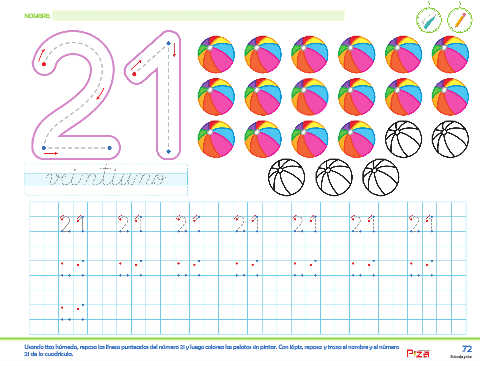 NOMBRE:
21
veintiuno
21 21 21 21 21 21 21
Usando tiza húmeda, repasa las líneas punteadas del número 21 y luego colorea las pelotas sin pintar. Con lápiz, repasa y traza el nombre y el número
21 de la cuadrícula.
Piza
72